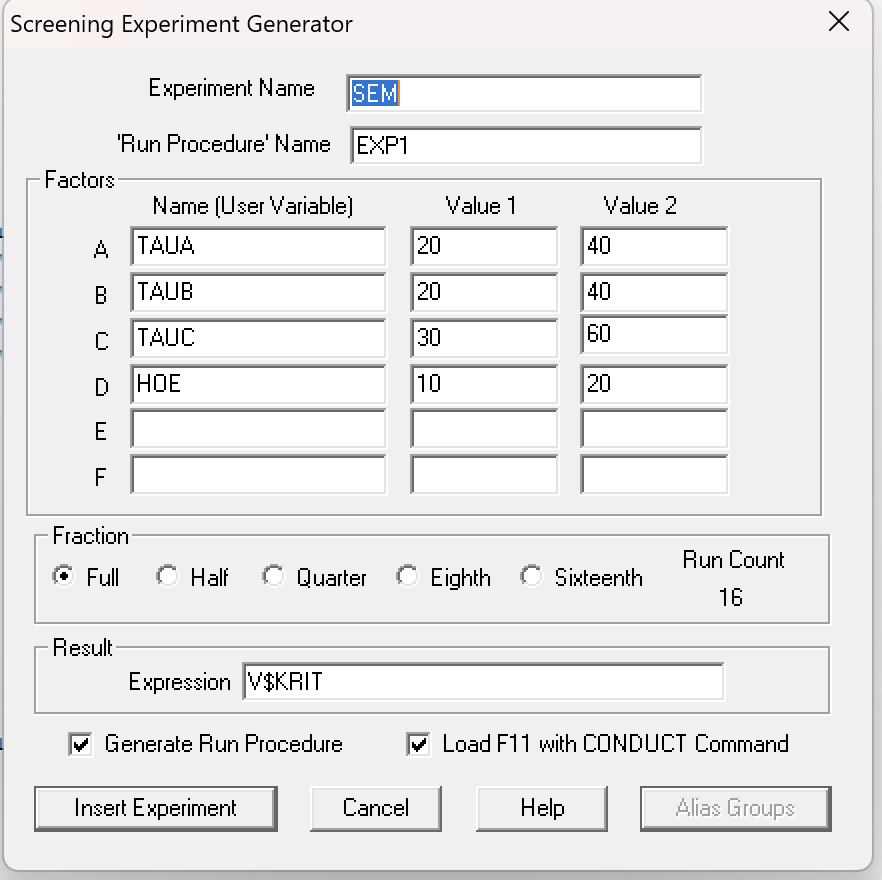 Screening Experiment Generator
Experiment Name SEM
'Run Procedure' Name EXP1
Factors
Name (User Variable) Value 1 Value 2
A TAUA 20 40
B TAUB 20 40
C TAUC 30 60
D HOE 10 20
E
F
Fraction
Full Half Quarter Eighth Sixteenth Run Count
16
Result
Expression V$KRIT
Generate Run Procedure Load F11 with CONDUCT Command
Insert Experiment Cancel Help Alias Groups